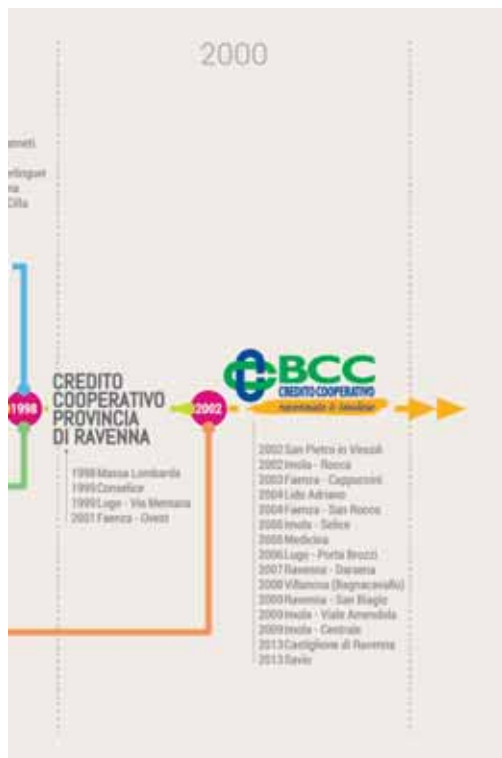 2000
Cilla
1998
CREDITO
COOPERATIVO
PROVINCIA
DI RAVENNA
1998 Massa Lombarda
1999 Conselice
1999 Lugo - Via Mentana
2001 Faenza - Ovest
2002
BCC
CREDITO COOPERATIVO
ravennate & imolese
2002 San Pietro in Vincoli
2002 Imola - Rocca
2003 Faenza - Cappuccini
2004 Lido Adriano
2004 Faenza - San Rocco
2005 Imola - Selice
2005 Medicina
2006 Lugo - Porta Brozzi
2007 Ravenna - Darsena
2008 Villanova (Bagnacavallo)
2008 Ravenna - San Biagio
2009 Imola - Viale Amendola
2009 Imola - Centrale
2013 Castiglione di Ravenna
2013 Savio